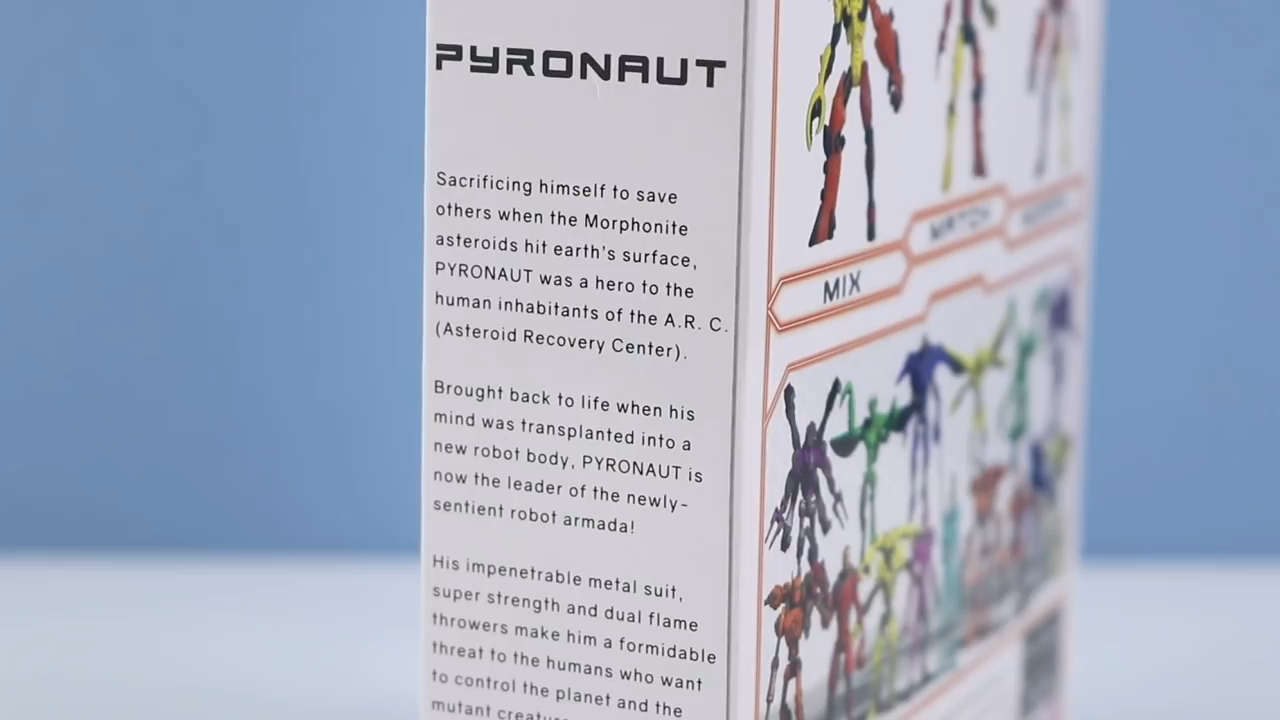 PYRONAUT
Sacrificing himself to save
others when the Morphonite
asteroids hit earth's surface,
PYRONAUT was a hero to the
human inhabitants of the A.R. C.
(Asteroid Recovery Center).
Brought back to life when his
mind was transplanted into a
new robot body, PYRONAUT is
now the leader of the newly-
sentient robot armada!
His impenetrable metal suit,
super strength and dual flame
throwers make him a formidable
threat to the humans who want
to control the planet and the
mutant
MIX
MATCH